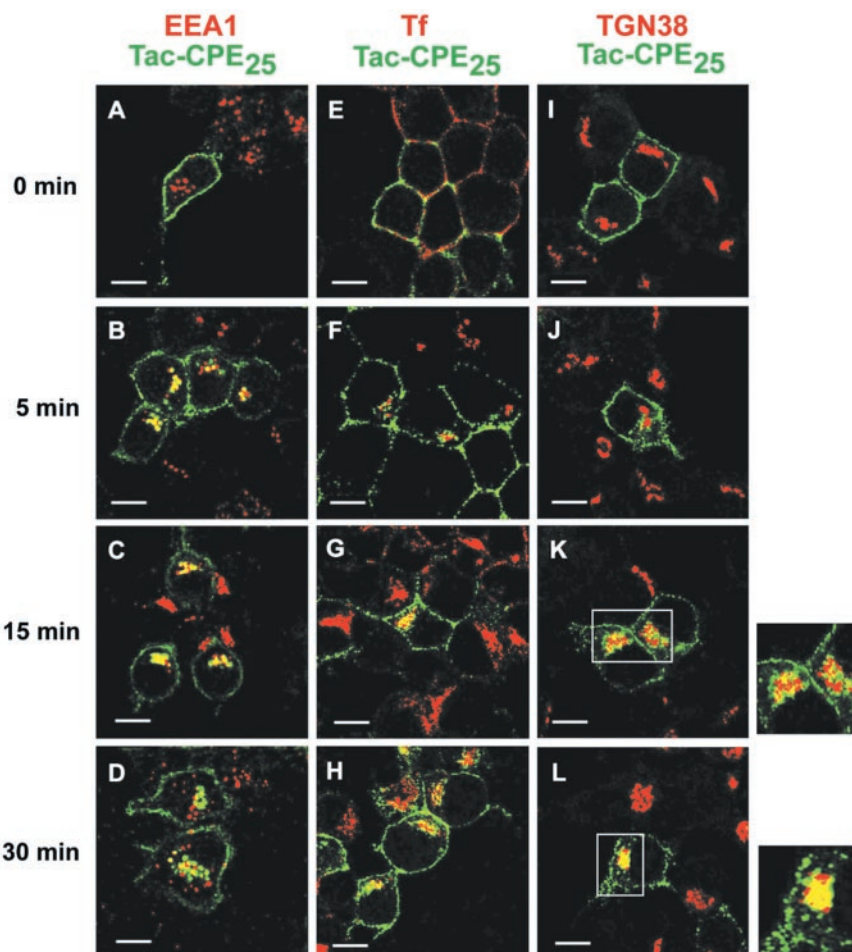 EEA1 Tf TGN38
Tac-CPE25 Tac-CPE25 Tac-CPE25
A E I
0 min
B F J
5 min
C G K
15 min
D H L
30 min